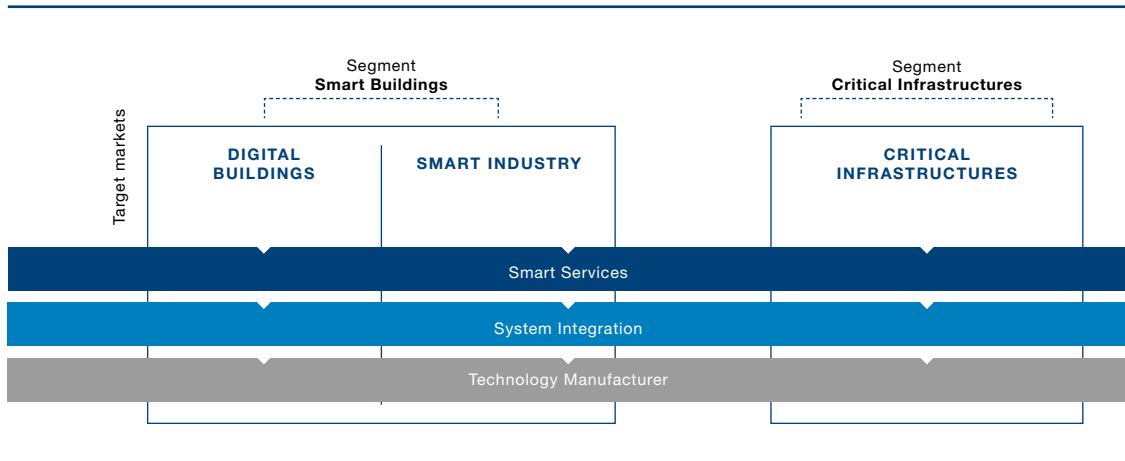 Segment
Smart Buildings
Segment
Critical Infrastructures
Target markets
DIGITAL
BUILDINGS
SMART INDUSTRY
CRITICAL
INFRASTRUCTURES
Smart Services
System Integration
Technology Manufacturer